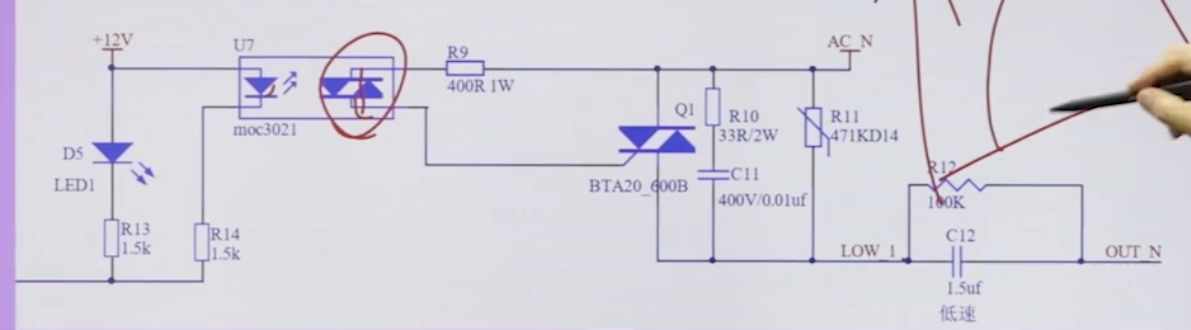 +12V
U7
moc3021
D5
LED1
R13
1.5k
R14
1.5k
R9
400R 1W
AC_N
Q1
BTA20_600B
R10
33R/2W
C11
400V/0.01uf
R11
471KD14
LOW_1
R12
100K
C12
1.5uf
低速
OUT_N